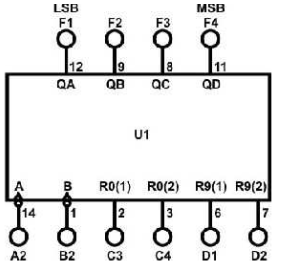 LSB MSB
F1 F2 F3 F4
12 9 8 11
QA QB QC QD
U1
A B R0(1) R0(2) R9(1) R9(2)
14 1 2 3 6 7
A2 B2 C3 C4 D1 D2